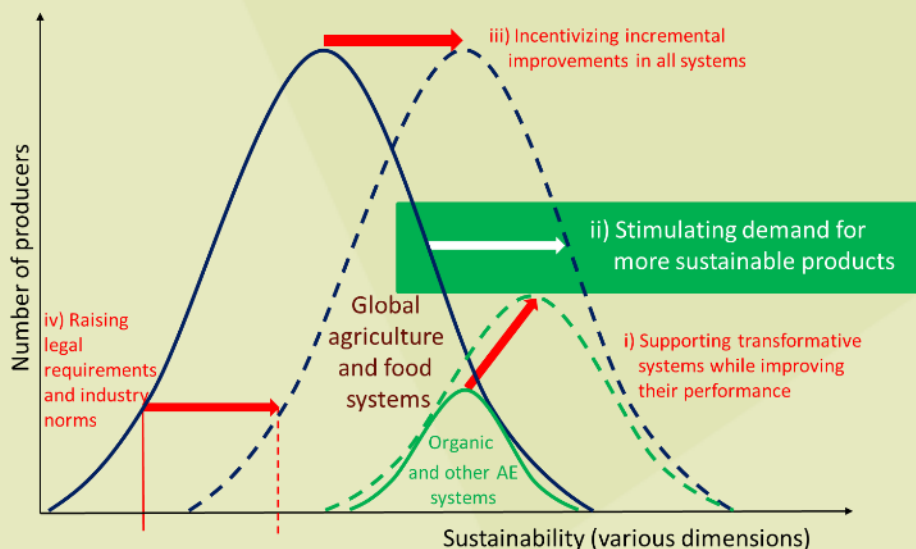 iii) Incentivizing incremental
improvements in all systems
Number of producers
ii) Stimulating demand for
more sustainable products
iv) Raising
legal
requirements
and industry
norms
Global
agriculture
and food
systems
i) Supporting transformative
systems while improving
their performance
Organic
and other AE
systems
Sustainability (various dimensions)